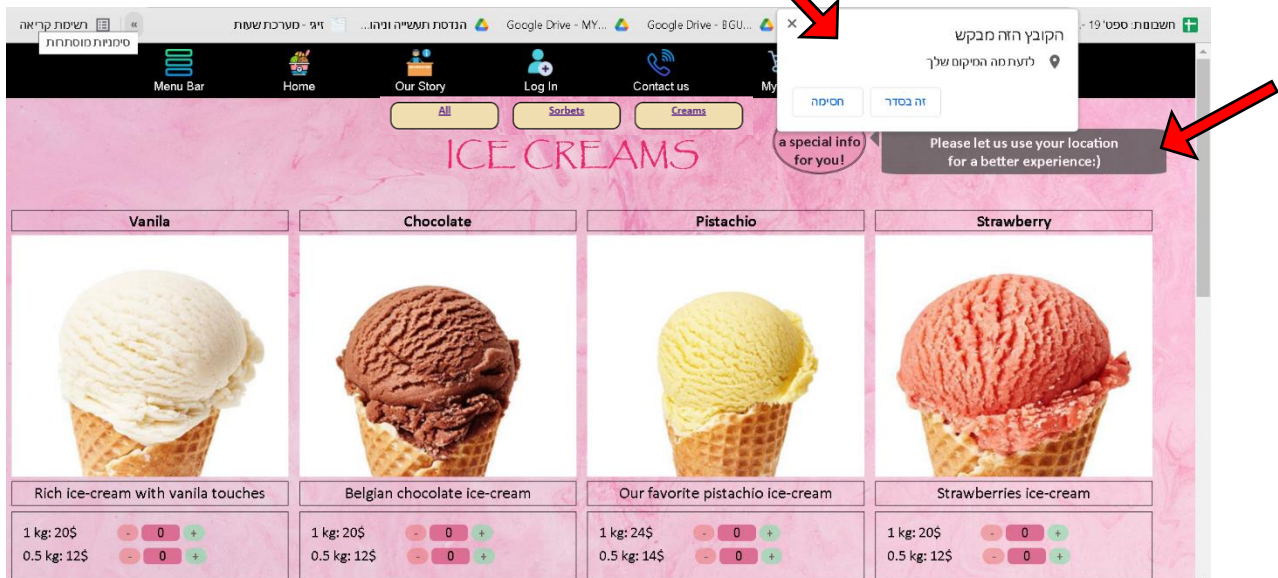 חשבונות: ספט' 19 -
Google Drive - BGU...
Google Drive - MY...
הנדסת תעשייה וניהו...
זיגי - מערכת שעות
»
רשימת קריאה
סימניות מוסתרות
הקובץ הזה מבקש
לדעת מה המיקום שלך
זה בסדר
חסימה
Menu Bar
Home
Our Story
Log In
Contact us
My
All
Sorbets
Creams
ICE CREAMS
a special info
for you!
Please let us use your location
for a better experience:)
Vanila
Chocolate
Pistachio
Strawberry
Rich ice-cream with vanila touches
Belgian chocolate ice-cream
Our favorite pistachio ice-cream
Strawberries ice-cream
1 kg: 20$ - 0 +
0.5 kg: 12$ - 0 +
1 kg: 20$ - 0 +
0.5 kg: 12$ - 0 +
1 kg: 24$ - 0 +
0.5 kg: 14$ - 0 +
1 kg: 20$ - 0 +
0.5 kg: 12$ - 0 +